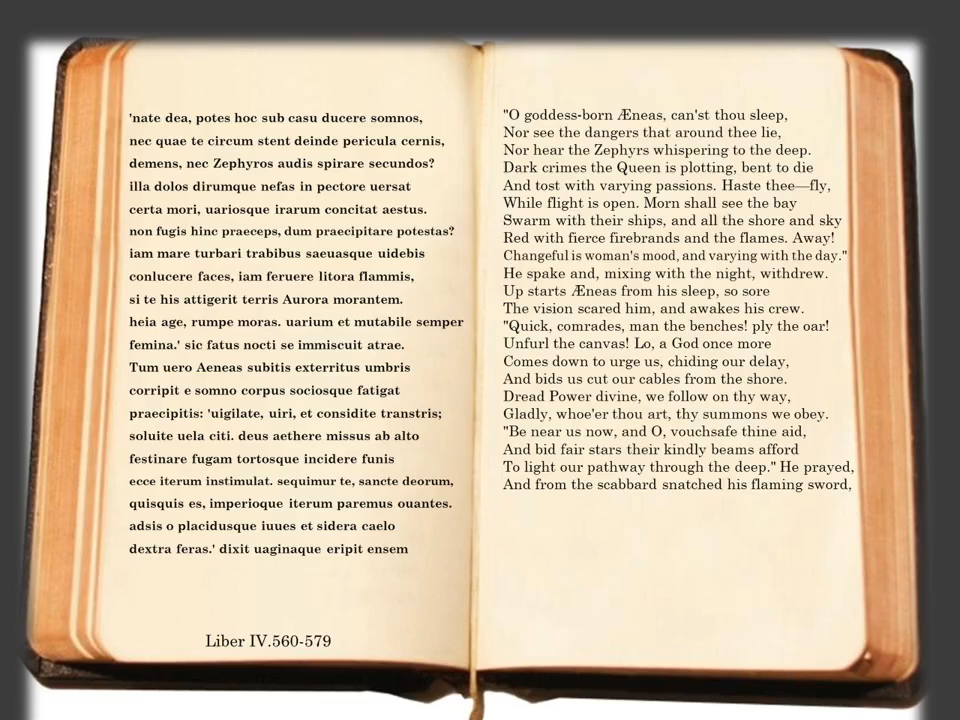 'nate dea, potes hoc sub casu ducere somnos,
nec quae te circum stent deinde pericula cernis,
demens, nec Zephyros audis spirare secundos?
illa dolos dirumque nefas in pectore uersat
certa mori, uariosque irarum concitat aestus.
non fugis hinc praeceps, dum praecipitare potestas?
iam mare turbari trabibus saeuasque uidebis
conlucere faces, iam feruere litora flammis,
si te his attigerit terris Aurora morantem.
heia age, rumpe moras. uarium et mutabile semper
femina.' sic fatus nocti se immiscuit atrae.
Tum uero Aeneas subitis exterritus umbris
corripit e somno corpus sociosque fatigat
praecipitis: 'uigilate, uiri, et considite transtris;
soluite uela citi. deus aethere missus ab alto
festinare fugam tortosque incidere funis
ecce iterum instimulat. sequimur te, sancte deorum,
quisquis es, imperioque iterum paremus ouantes.
adsis o placidusque iuues et sidera caelo
dextra feras.' dixit uaginaque eripit ensem
Liber IV.560-579
"O goddess-born Æneas, can'st thou sleep,
Nor see the dangers that around thee lie,
Nor hear the Zephyrs whispering to the deep.
Dark crimes the Queen is plotting, bent to die
And tost with varying passions. Haste thee—fly,
While flight is open. Morn shall see the bay
Swarm with their ships, and all the shore and sky
Red with fierce firebrands and the flames. Away!
Changeful is woman's mood, and varying with the day."
He spake and, mixing with the night, withdrew.
Up starts Æneas from his sleep, so sore
The vision scared him, and awakes his crew.
"Quick, comrades, man the benches! ply the oar!
Unfurl the canvas! Lo, a God once more
Comes down to urge us, chiding our delay,
And bids us cut our cables from the shore.
Dread Power divine, we follow on thy way,
Gladly, whoe'er thou art, thy summons we obey.
"Be near us now, and O, vouchsafe thine aid,
And bid fair stars their kindly beams afford
To light our pathway through the deep." He prayed,
And from the scabbard snatched his flaming sword,